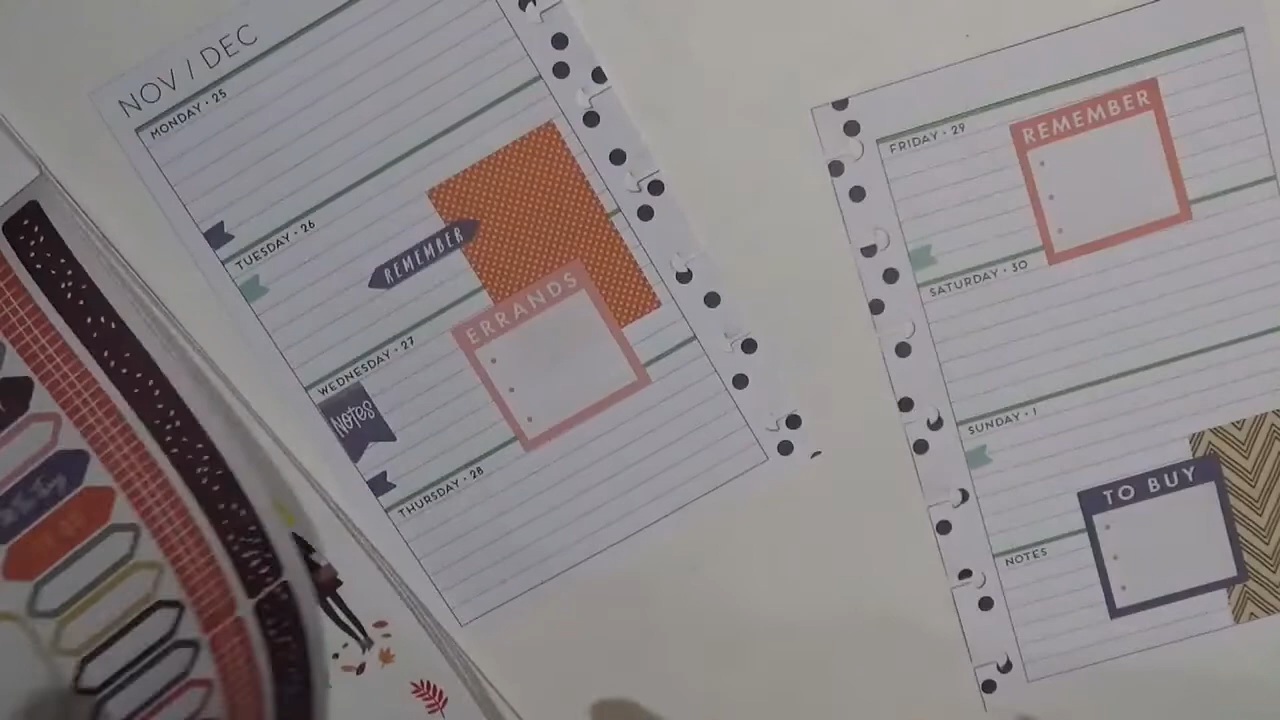 NOV / DEC
MONDAY • 25
TUESDAY • 26
REMEMBER
ERRANDS
WEDNESDAY • 27
Notes
THURSDAY • 28
REMEMBER
FRIDAY • 29
SATURDAY • 30
SUNDAY • 1
TO BUY
NOTES